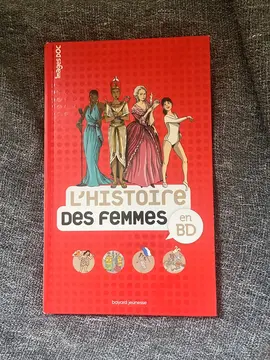 images DOC
L'HISTOIRE
DES FEMMES
en
BD
bayard jeunesse